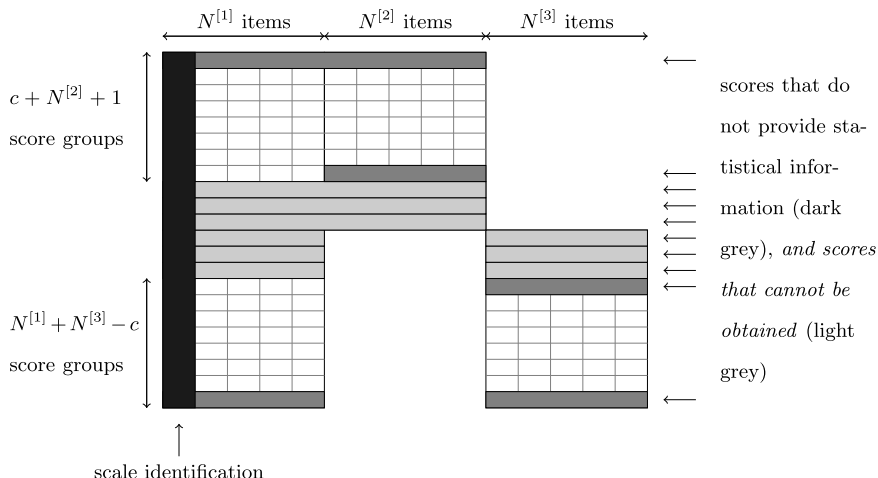 N^{[1]} items
N^{[2]} items
N^{[3]} items
c + N^{[2]} + 1
score groups
N^{[1]} + N^{[3]} − c
score groups
scale identification
scores that do
not provide sta-
tistical infor-
mation (dark
grey), and scores
that cannot be
obtained (light
grey)